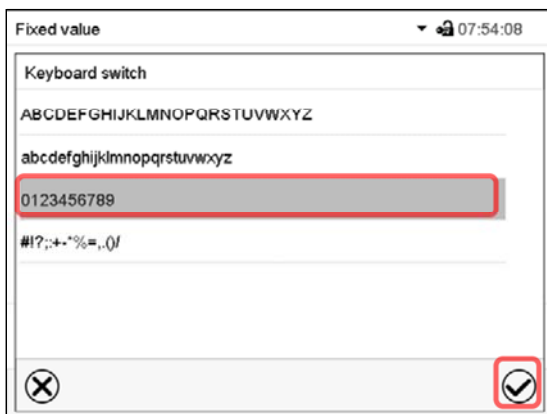 Fixed value 07:54:08
Keyboard switch
ABCDEFGHIJKLMNOPQRSTUVWXYZ
abcdefghijklmnopqrstuvwxyz
0123456789
#!?;:+-*%=,.()/